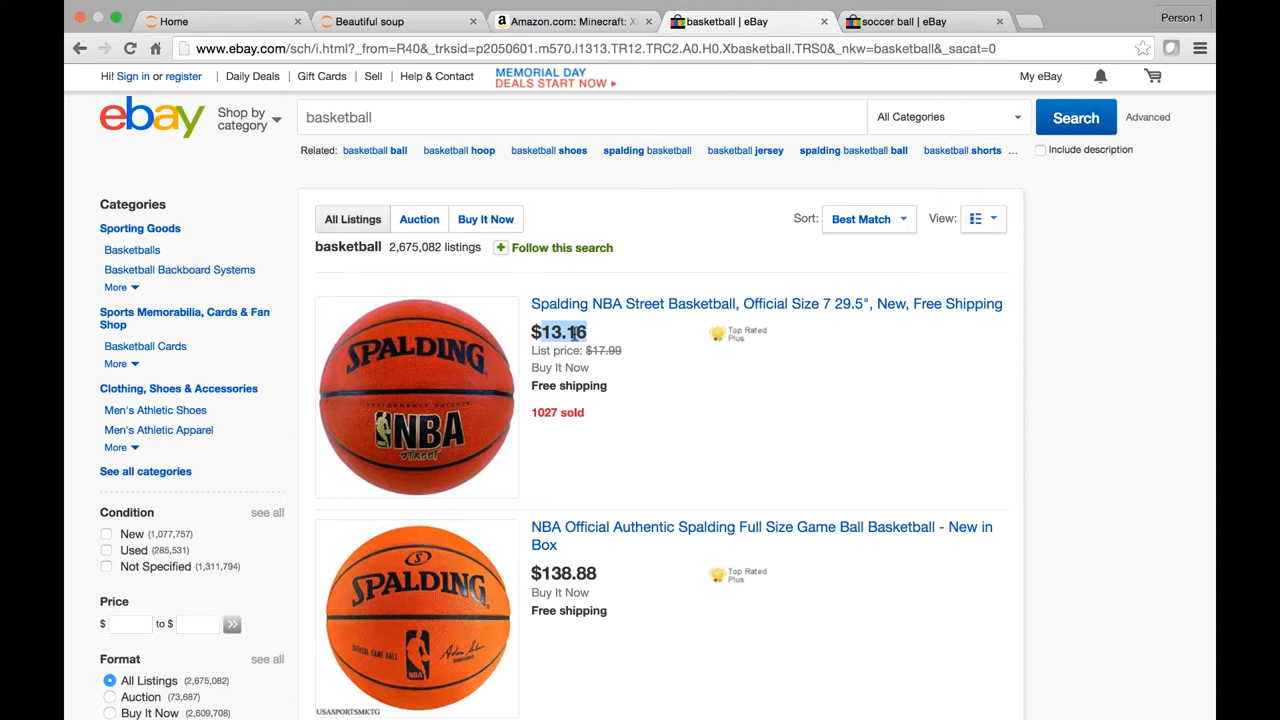 Home
Beautiful soup
Amazon.com: Minecraft: X
basketball | eBay
soccer ball | eBay
Person 1
www.ebay.com/sch/i.html?_from=R40&_trksid=p2050601.m570.l1313.TR12.TRC2.A0.H0.Xbasketball.TRS0&_nkw=basketball&_sacat=0
Hi! Sign in or register
Daily Deals
Gift Cards
Sell
Help & Contact
MEMORIAL DAY
DEALS START NOW
My eBay
ebay
Shop by
category
basketball
All Categories
Search
Advanced
Related: basketball ball basketball hoop basketball shoes spalding basketball basketball jersey spalding basketball ball basketball shorts ...
Include description
Categories
Sporting Goods
Basketballs
Basketball Backboard Systems
More
Sports Memorabilia, Cards & Fan
Shop
Basketball Cards
More
Clothing, Shoes & Accessories
Men's Athletic Shoes
Men's Athletic Apparel
More
See all categories
Condition see all
New (1,077,757)
Used (285,531)
Not Specified (1,311,794)
Price
$ to $
Format see all
All Listings (2,675,082)
Auction (73,687)
Buy It Now (2,609,708)
All Listings
Auction
Buy It Now
Sort: Best Match
View:
basketball 2,675,082 listings
Follow this search
SPALDING
NBA
STREET
Spalding NBA Street Basketball, Official Size 7 29.5", New, Free Shipping
$13.16
Top Rated
Plus
List price: $17.99
Buy It Now
Free shipping
1027 sold
SPALDING
OFFICIAL GAME BALL
COMMISSIONER
USASPORTSMKTG
NBA Official Authentic Spalding Full Size Game Ball Basketball - New in
Box
$138.88
Top Rated
Plus
Buy It Now
Free shipping